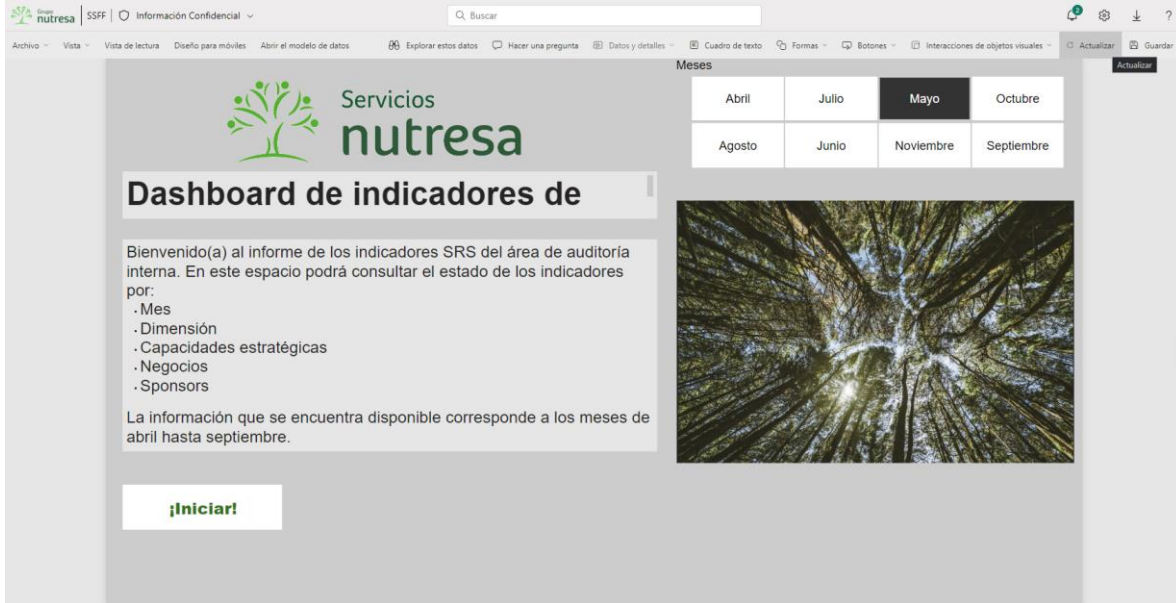 Grupo
nutresa SSFF Información Confidencial
Buscar
2
?
Archivo Vista Vista de lectura Diseño para móviles Abrir el modelo de datos Explorar estos datos Hacer una pregunta Datos y detalles Cuadro de texto Formas Botones Interacciones de objetos visuales Actualizar Guardar
Actualizar
Meses
Abril Julio Mayo Octubre
Agosto Junio Noviembre Septiembre
Servicios
nutresa
Dashboard de indicadores de
Bienvenido(a) al informe de los indicadores SRS del área de auditoría
interna. En este espacio podrá consultar el estado de los indicadores
por:
· Mes
· Dimensión
· Capacidades estratégicas
· Negocios
· Sponsors
La información que se encuentra disponible corresponde a los meses de
abril hasta septiembre.
¡Iniciar!